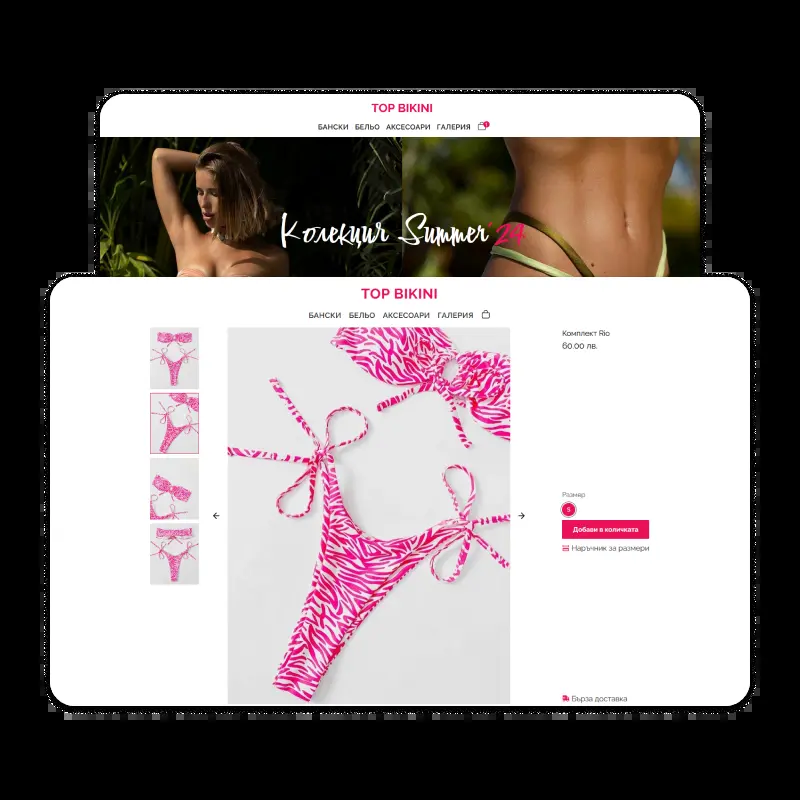 TOP BIKINI
БАНСКИ БЕЛЬО АКСЕСОАРИ ГАЛЕРИЯ 1
Колекция Summer'24
TOP BIKINI
БАНСКИ БЕЛЬО АКСЕСОАРИ ГАЛЕРИЯ
Комплект Rio
60.00 лв.
Размер
S
Добави в количката
Наръчник за размери
Бърза доставка